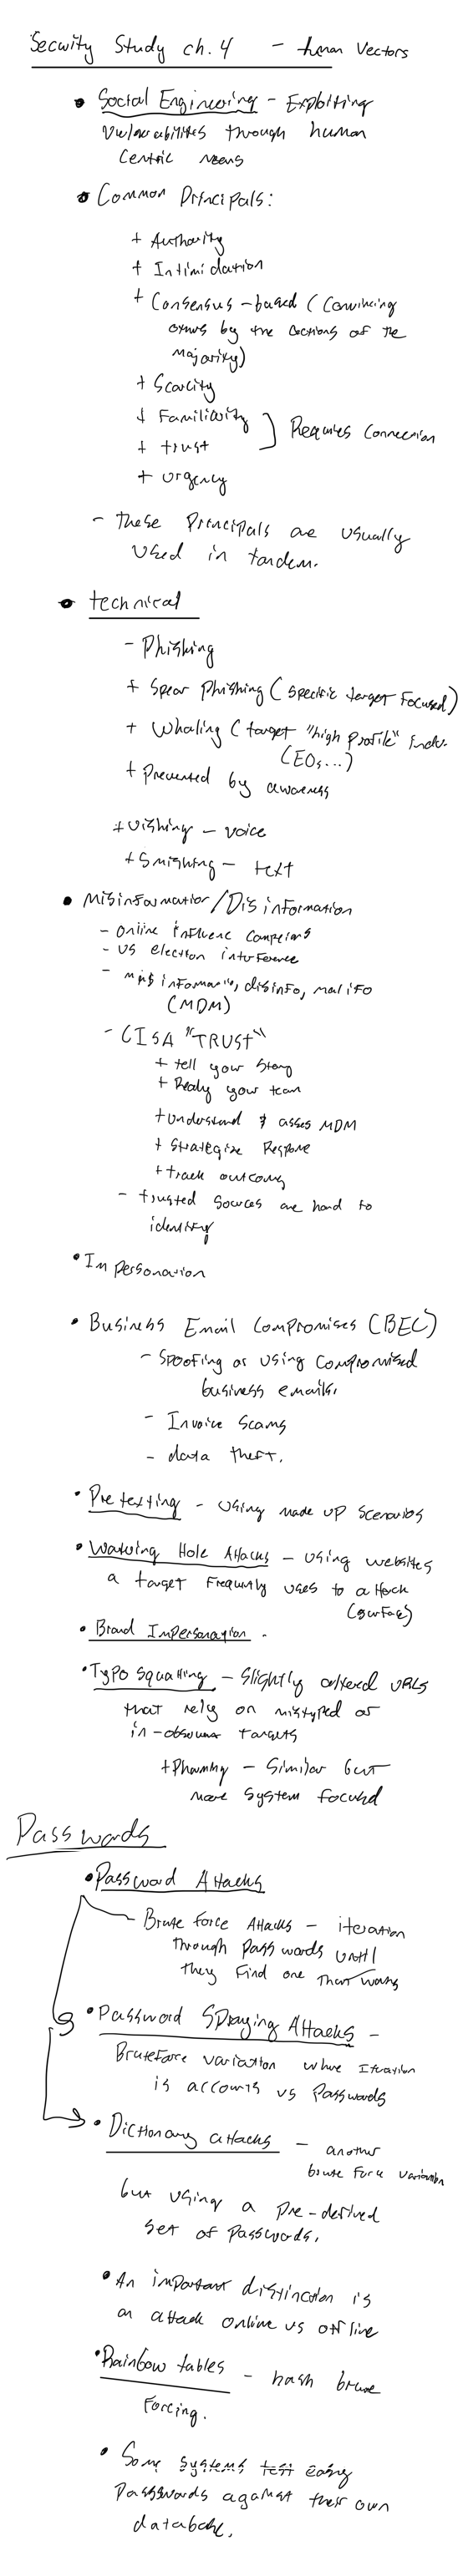 Security Study ch. 4 - human Vectors
• Social Engineering - Exploiting
vulnerabilites through human
centric means
• Common Principals:
+ Authority
+ Intimidation
+ Consensus - based (Convincing
others by the actions of the
majority)
+ Scarcity
+ Familiarity
+ trust } Requires Connection
+ urgency
- these Principals are usually
used in tandem.
• technical
- Phishing
+ Spear Phishing (specific target focused)
+ Whaling (target "high profile" indv.
(EOs...)
+ prevented by awareness
+ vishing - voice
+ Smishing - text
• Misinformation/Disinformation
- online influence campaigns
- US election interference
- misinformation, disinfo, malifo
(MDM)
- CISA "TRUST"
+ tell your story
+ Ready your team
+ understand & asses MDM
+ Strategize Response
+ track outcomes
- trusted sources are hard to
identify
• Impersonation
• Business Email Compromises (BEC)
- Spoofing or using compromised
business emails.
- Invoice Scams
- data theft.
• Pretexting - using made up scenarios
• Watering Hole Attacks - using websites
a target frequently uses to attack
(surface)
• Brand Impersonation.
• Typo Squatting - slightly altered URLs
that rely on mistyped or
targets
+ Pharming - similar but
more system focused
Passwords
• Password Attacks
- Brute force Attacks - iteration
through passwords until
they find one that works
• Password Spraying Attacks -
Bruteforce variation where Iteration
is accounts vs Passwords
• Dictionary attacks - another
brute force variation
but using a pre-defined
set of passwords.
• An important distinction is
an attack online vs offline
• Rainbow tables - hash brute
forcing.
• Some systems test easy
passwords against their own
database.